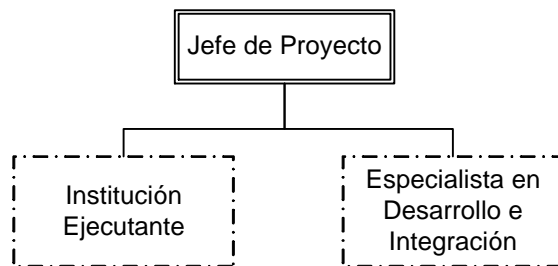 Jefe de Proyecto
Institución
Ejecutante
Especialista en
Desarrollo e
Integración